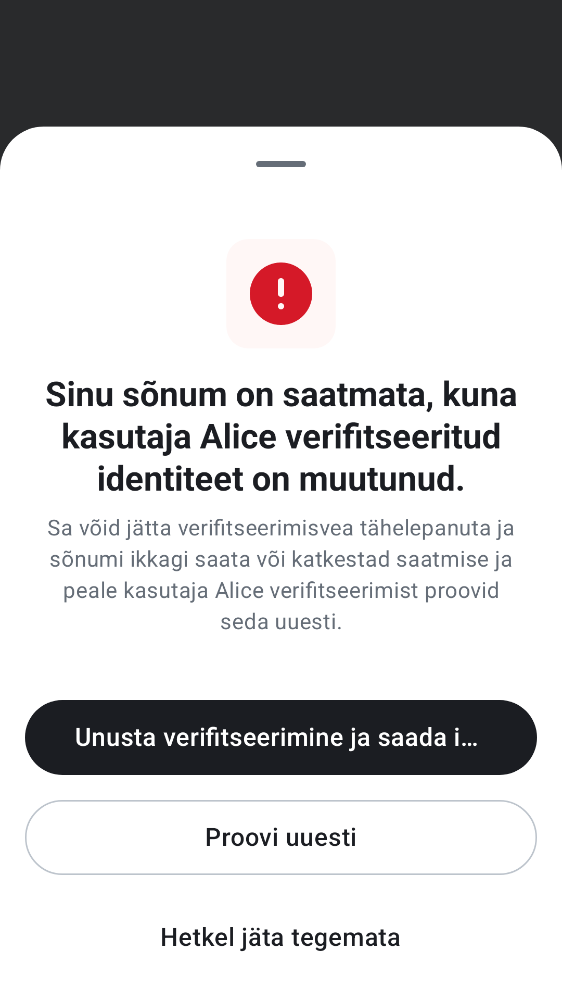 Sinu sõnum on saatmata, kuna
kasutaja Alice verifitseeritud
identiteet on muutunud.
Sa võid jätta verifitseerimisvea tähelepanuta ja
sõnumi ikkagi saata või katkestad saatmise ja
peale kasutaja Alice verifitseerimist proovid
seda uuesti.
Unusta verifitseerimine ja saada i…
Proovi uuesti
Hetkel jäta tegemata